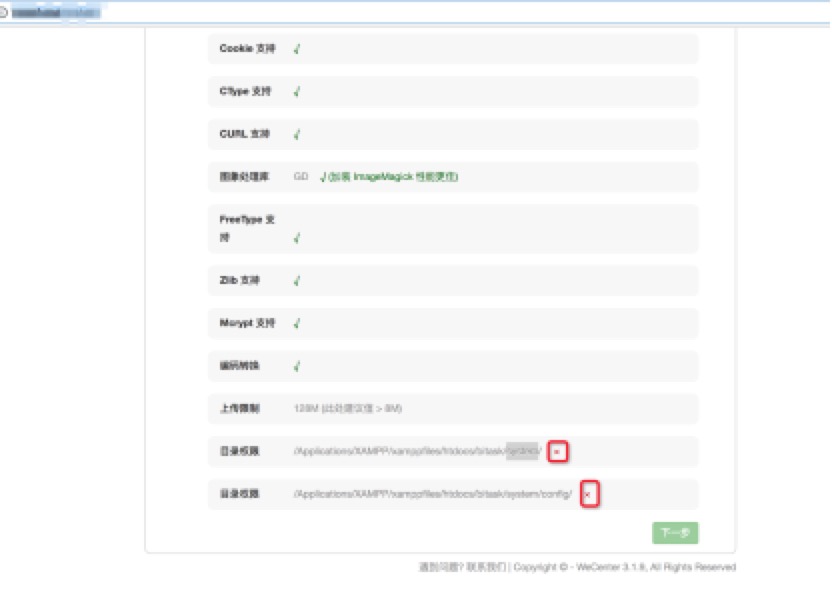 Cookie 支持 √
CType 支持 √
CURL 支持 √
图象处理库 GD √(加装 ImageMagick 性能更佳)
FreeType 支
持 √
Zlib 支持 √
Mcrypt 支持 √
编码转换 √
上传限制 128M (此处建议值 > 8M)
目录权限 /Applications/XAMPP/xamppfiles/htdocs/bitask/system/ ×
目录权限 /Applications/XAMPP/xamppfiles/htdocs/bitask/system/config/ ×
下一步
遇到问题? 联系我们 | Copyright © - WeCenter 3.1.9, All Rights Reserved